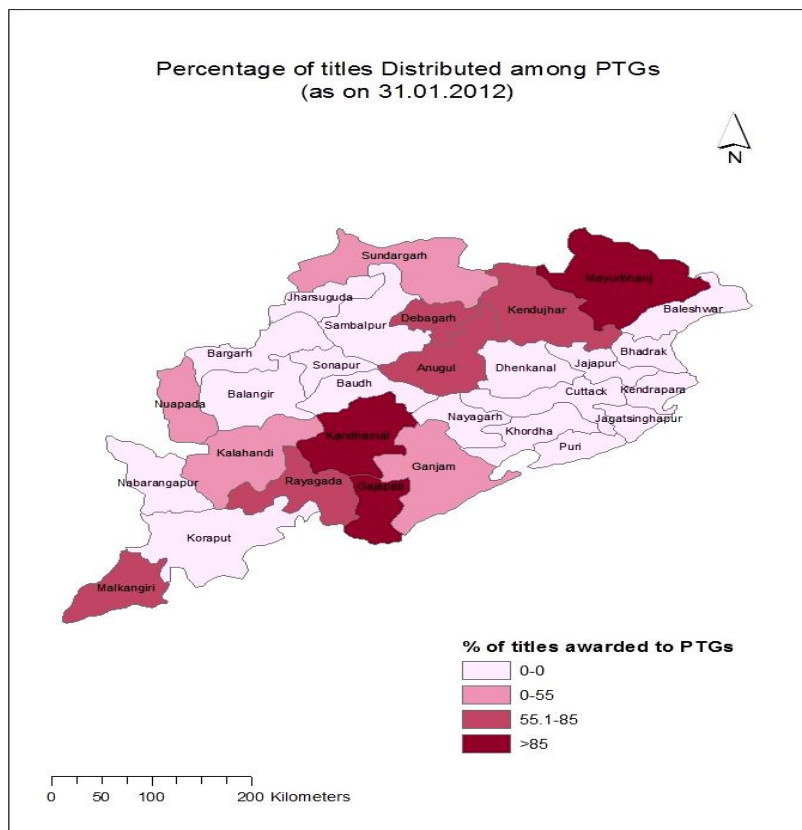 Percentage of titles Distributed among PTGs
(as on 31.01.2012)
N
Sundargarh
Mayurbhanj
Jharsuguda
Kendujhar
Baleshwar
Debagarh
Sambalpur
Bargarh
Bhadrak
Jajapur
Sonapur
Anugul
Dhenkanal
Baudh
Balangir
Cuttack
Kendrapara
Nuapada
Nayagarh
Jagatsinghapur
Khordha
Kandhamal
Puri
Kalahandi
Ganjam
Rayagada
Gajapati
Nabarangapur
Koraput
Malkangiri
% of titles awarded to PTGs
0-0
0-55
55.1-85
>85
0 50 100 200 Kilometers